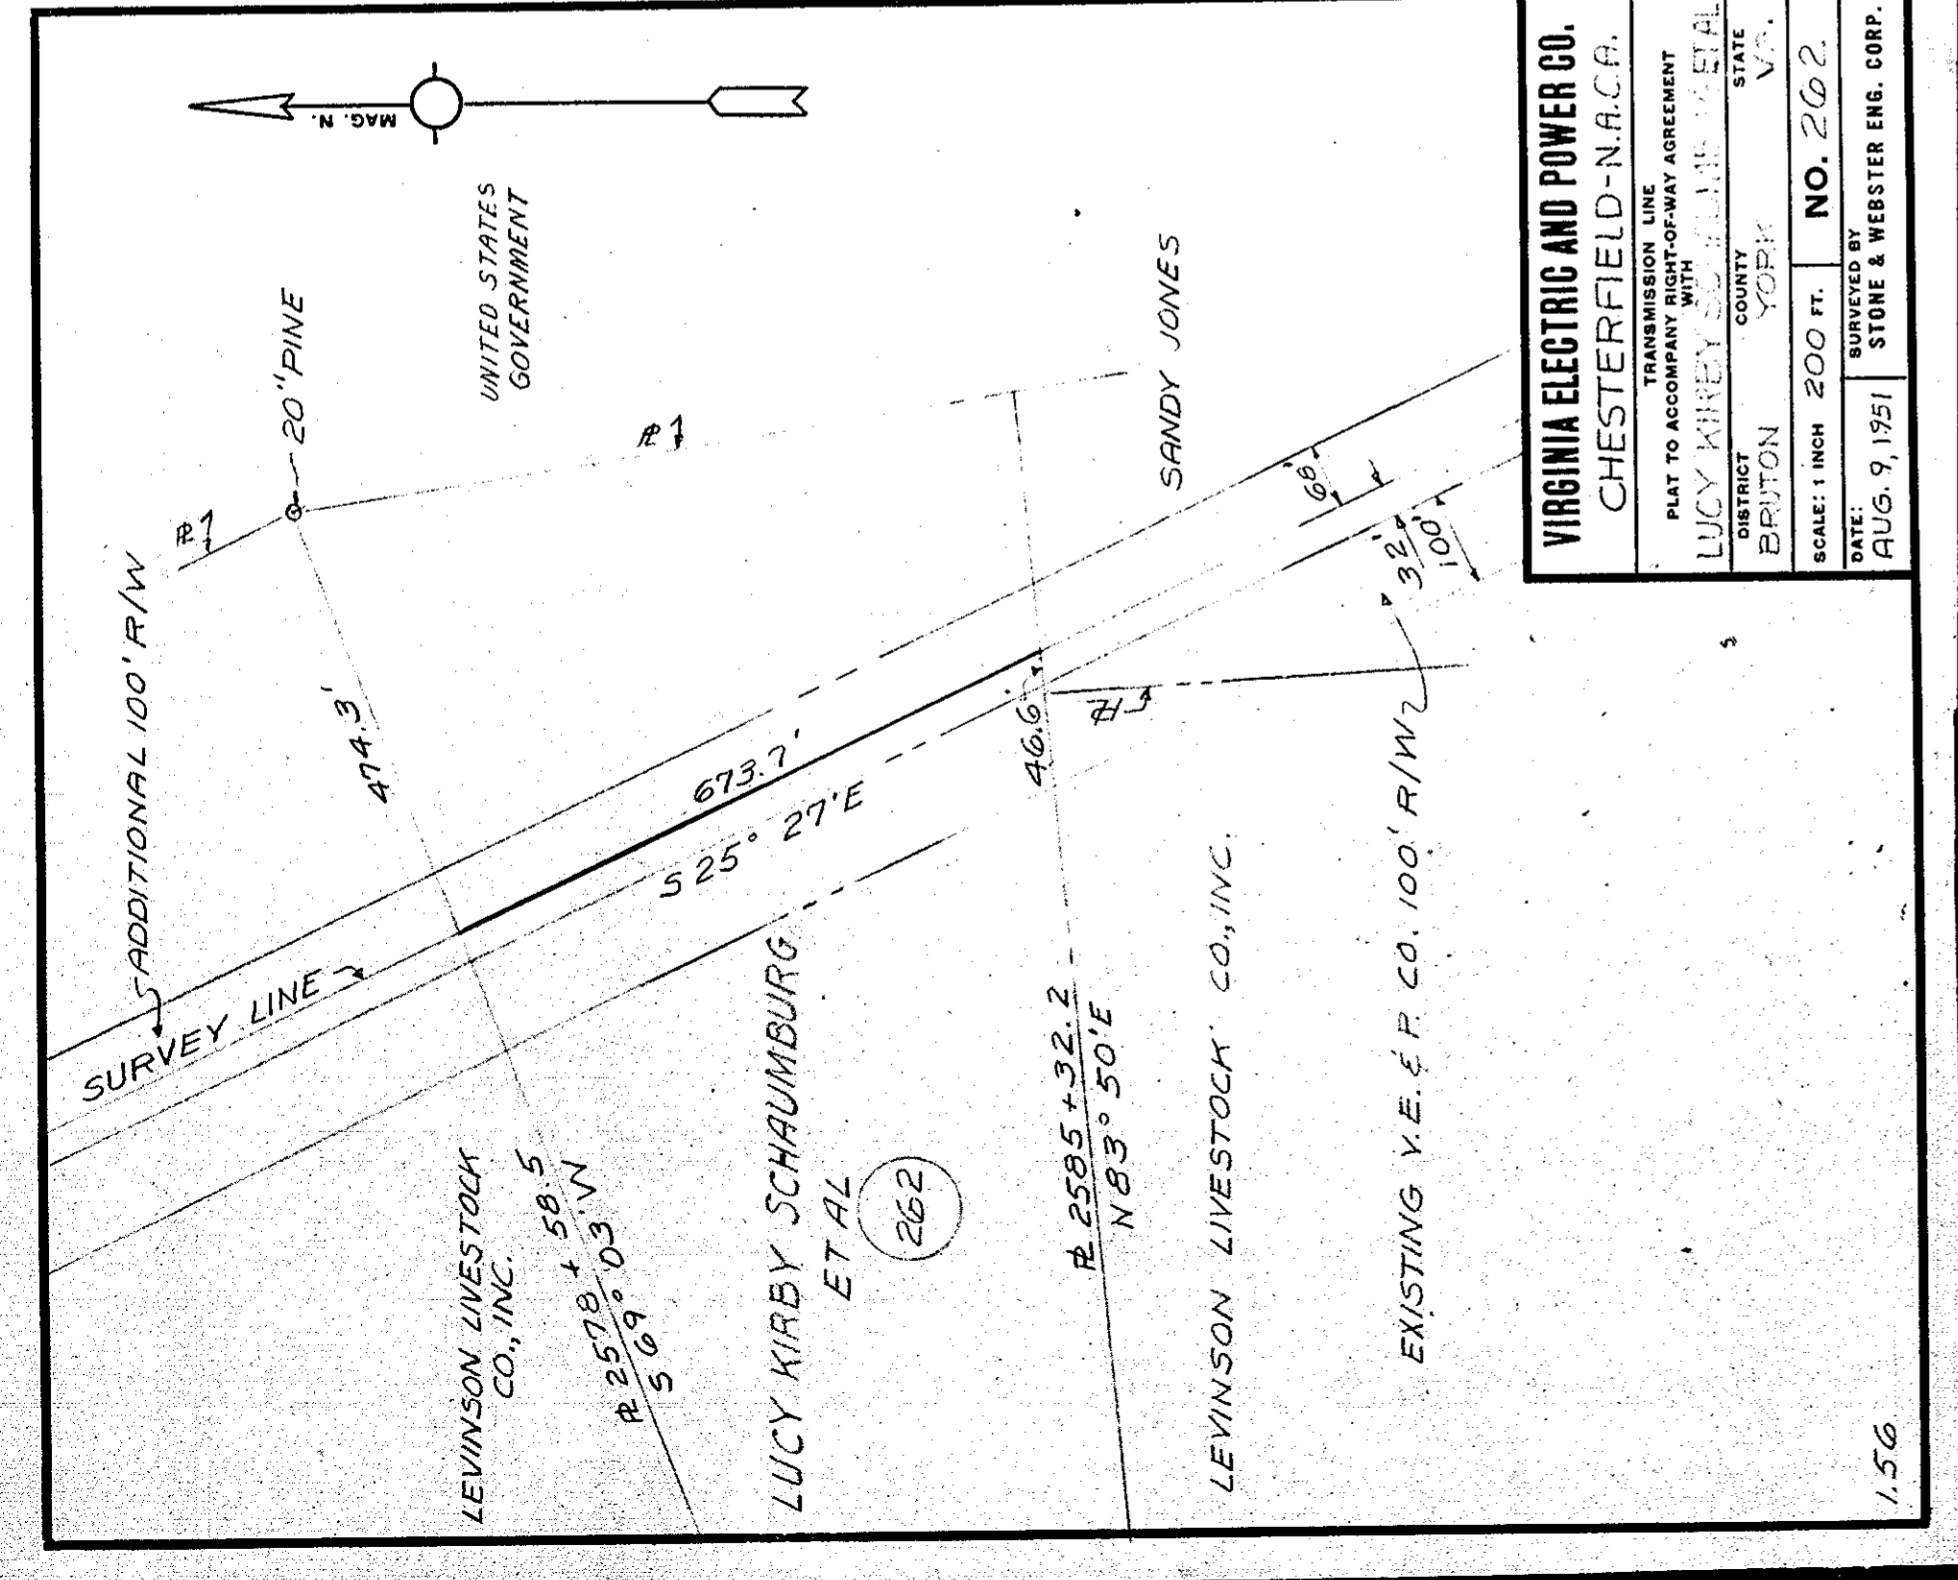 MAG. N.
UNITED STATES
GOVERNMENT
20" PINE
ADDITIONAL 100' R/W
474.3'
SURVEY LINE
673.7'
S 25° 27' E
46.6'
SANDY JONES
68'
32'
100'
LEVINSON LIVESTOCK
CO., INC.
℄ 2578 + 58.5
S 69° 03' W
LUCY KIRBY SCHAUMBURG
ET AL
262
℄ 2585 + 32.2
N 83° 50' E
LEVINSON LIVESTOCK CO., INC.
EXISTING V.E. & P. CO. 100' R/W
1.56
VIRGINIA ELECTRIC AND POWER CO.
CHESTERFIELD-N.A.C.A.
TRANSMISSION LINE
PLAT TO ACCOMPANY RIGHT-OF-WAY AGREEMENT
WITH
LUCY KIRBY ET AL
DISTRICT COUNTY STATE
BRUTON YORK VA.
SCALE: 1 INCH 200 FT. NO. 262
DATE: SURVEYED BY
AUG. 9, 1951 STONE & WEBSTER ENG. CORP.